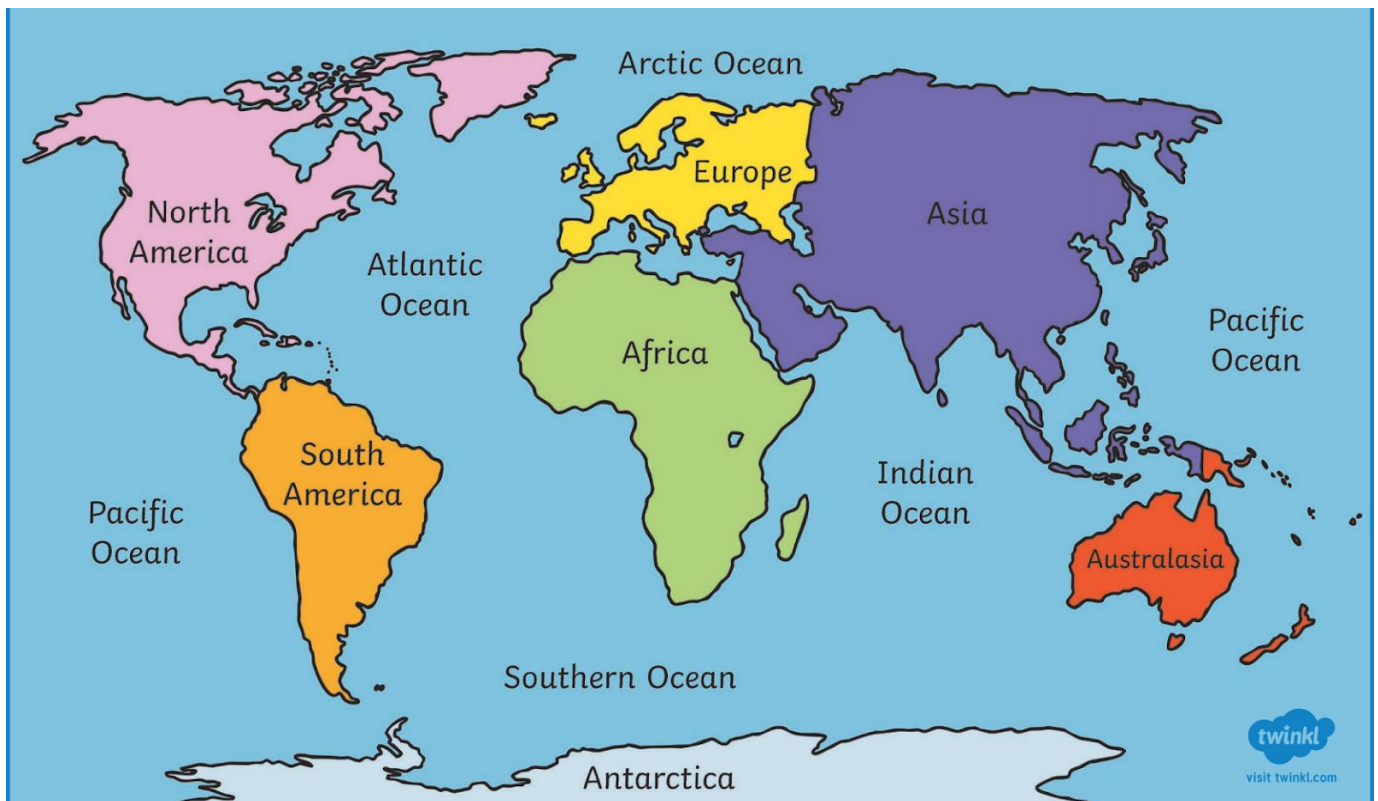 Arctic Ocean
Europe
Asia
North
America
Atlantic
Ocean
Africa
Pacific
Ocean
South
America
Indian
Ocean
Pacific
Ocean
Australasia
Southern Ocean
Antarctica
twinkl
visit twinkl.com